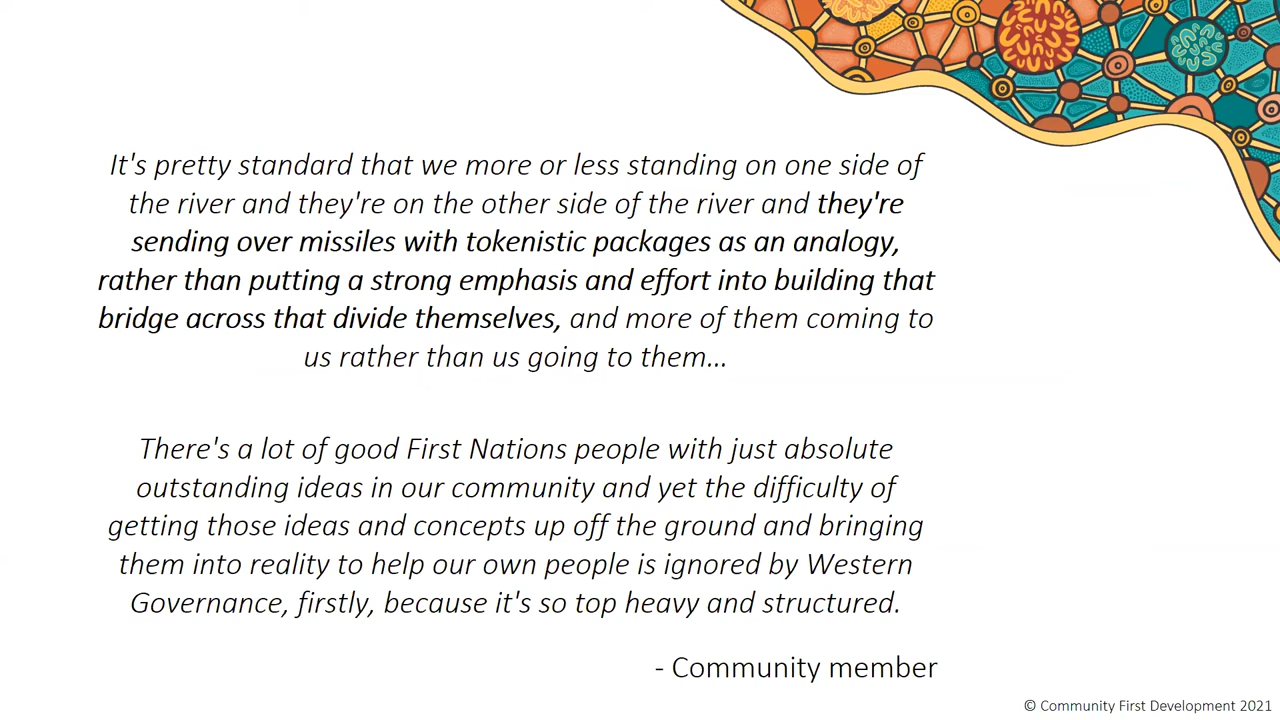 It's pretty standard that we more or less standing on one side of
the river and they're on the other side of the river and they're
sending over missiles with tokenistic packages as an analogy,
rather than putting a strong emphasis and effort into building that
bridge across that divide themselves, and more of them coming to
us rather than us going to them...
There's a lot of good First Nations people with just absolute
outstanding ideas in our community and yet the difficulty of
getting those ideas and concepts up off the ground and bringing
them into reality to help our own people is ignored by Western
Governance, firstly, because it's so top heavy and structured.
- Community member
© Community First Development 2021